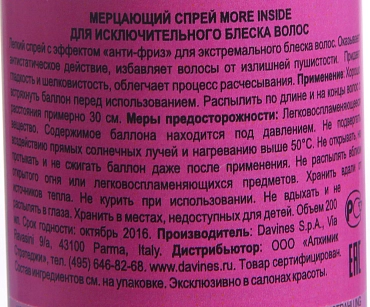 МЕРЦАЮЩИЙ СПРЕЙ MORE INSIDE
ДЛЯ ИСКЛЮЧИТЕЛЬНОГО БЛЕСКА ВОЛОС
Легкий спрей с эффектом «анти-фриз» для экстремального блеска волос. Оказывает
антистатическое действие, избавляет волосы от излишней пушистости. Придает
гладкость и шелковистость, облегчает процесс расчесывания. Применение: Хорошо
встряхнуть баллон перед использованием. Распылить по длине и на концы волос с
расстояния примерно 30 см. Меры предосторожности: Легковоспламеняющееся
вещество. Содержимое баллона находится под давлением. Не подвергать
воздействию прямых солнечных лучей и нагреванию выше 50°С. Не открывать, не
протыкать и не сжигать баллон даже после применения. Не распылять вблизи
открытого огня или легковоспламеняющихся предметов. Хранить вдали от
источников тепла. Не курить при использовании. Не вдыхать и не
распылять в глаза. Хранить в местах, недоступных для детей. Объем 200
мл. Срок годности: октябрь 2016. Производитель: Davines S.p.A., Via
Ravasini 9/a, 43100 Parma, Italy. Дистрибьютор: ООО «Алхимик
Стратеджи», тел. (495) 646-82-68, www.davines.ru. Товар сертифицирован.
Состав ингредиентов см. на упаковке. Эксклюзивно в салонах красоты.
EAC